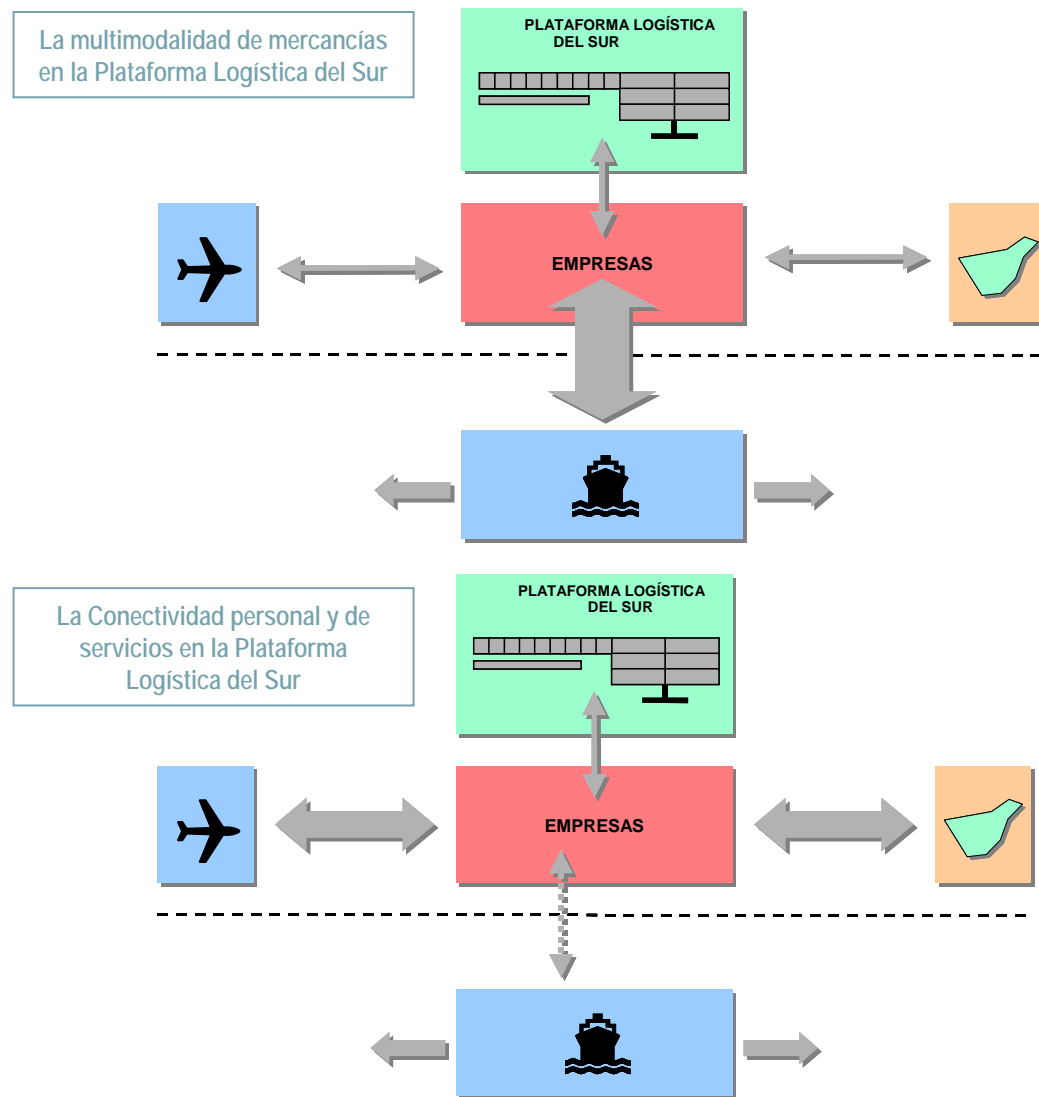 La multimodalidad de mercancías
en la Plataforma Logística del Sur
PLATAFORMA LOGÍSTICA
DEL SUR
EMPRESAS
La Conectividad personal y de
servicios en la Plataforma
Logística del Sur
PLATAFORMA LOGÍSTICA
DEL SUR
EMPRESAS